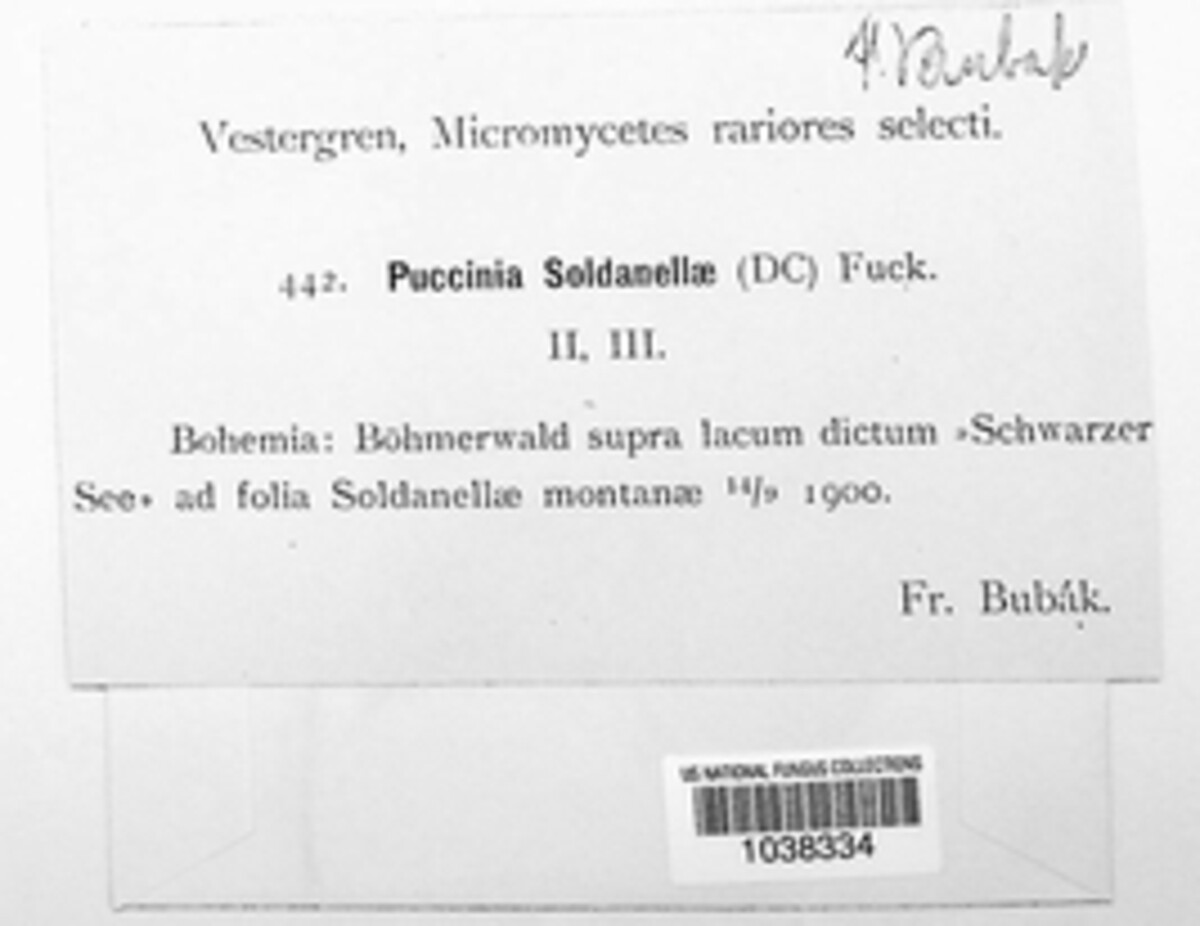 Vestergren, Micromycetes rariores selecti.
442. Puccinia Soldanellæ (DC) Fuck.
II, III.
Bohemia: Böhmerwald supra lacum dictum »Schwarzer
See« ad folia Soldanellæ montanæ 14/9 1900.
Fr. Bubák.
US NATIONAL FUNGUS COLLECTIONS
1038334